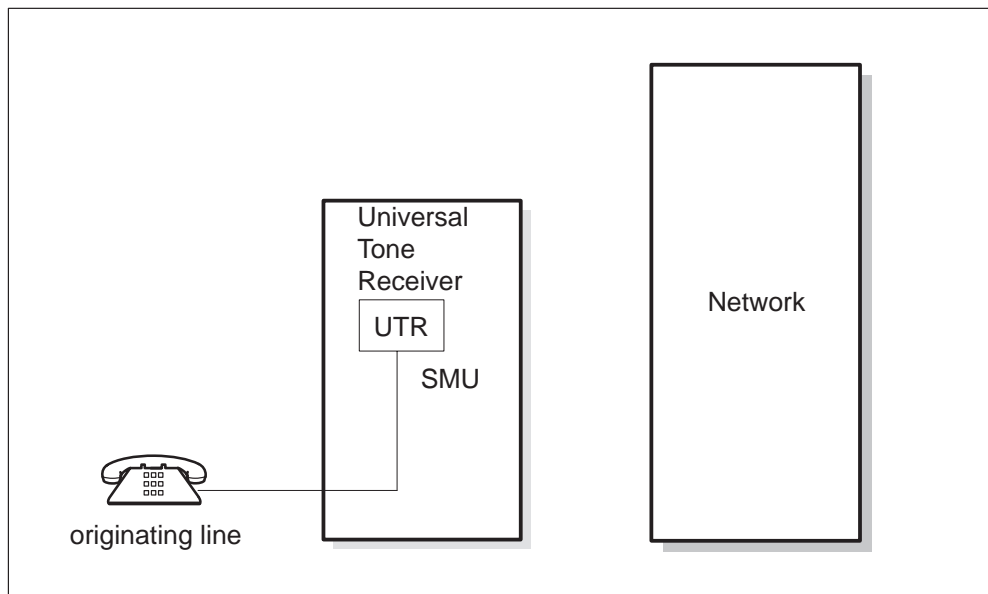 Universal
Tone
Receiver
UTR
SMU
Network
originating line